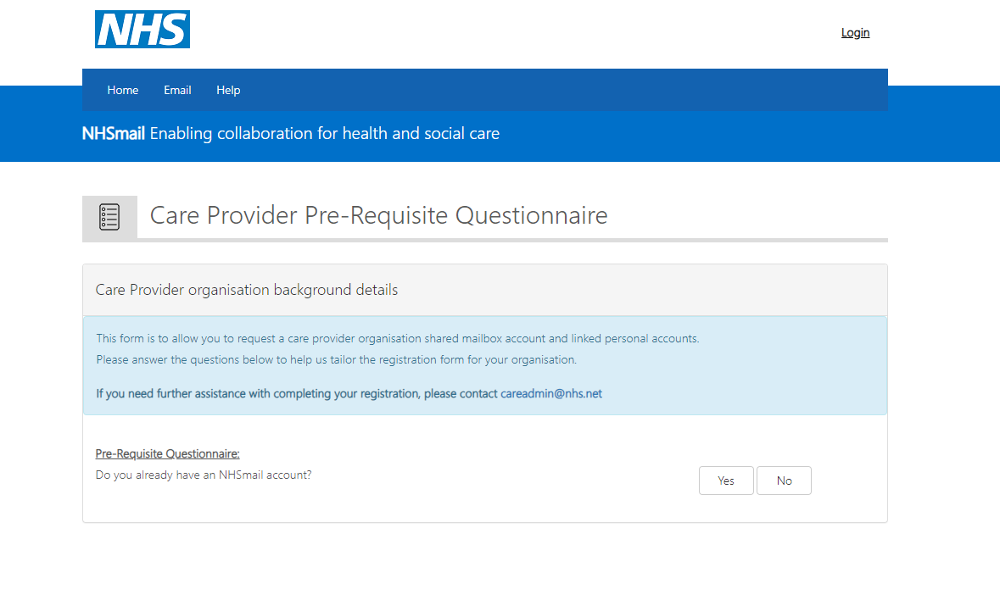 NHS
Login
Home Email Help
NHSmail Enabling collaboration for health and social care
Care Provider Pre-Requisite Questionnaire
Care Provider organisation background details
This form is to allow you to request a care provider organisation shared mailbox account and linked personal accounts.
Please answer the questions below to help us tailor the registration form for your organisation.
If you need further assistance with completing your registration, please contact careadmin@nhs.net
Pre-Requisite Questionnaire:
Do you already have an NHSmail account?
Yes No